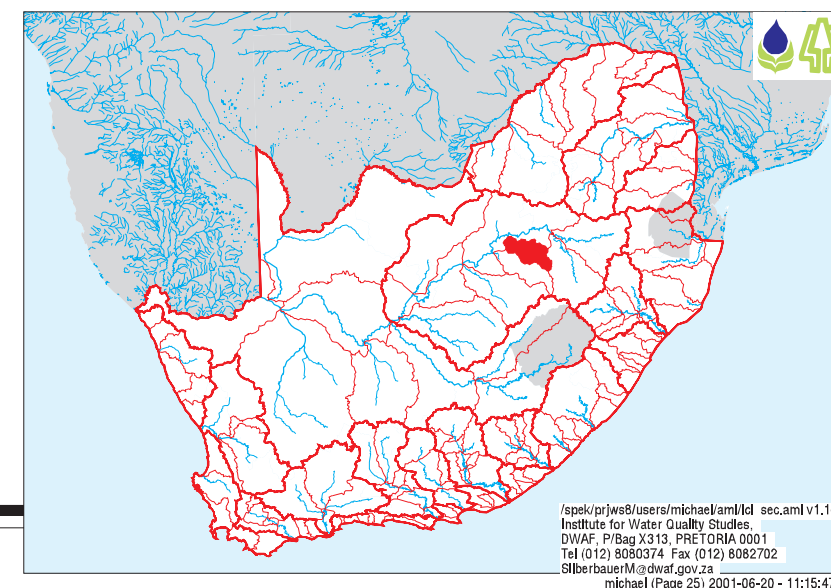 /spek/prjws8/users/michael/aml/lcl_sec.aml v1.1
Institute for Water Quality Studies,
DWAF, P/Bag X313, PRETORIA 0001
Tel (012) 8080374 Fax (012) 8082702
SilberbauerM@dwaf.gov.za
michael (Page 25) 2001-06-20 - 11:15:47